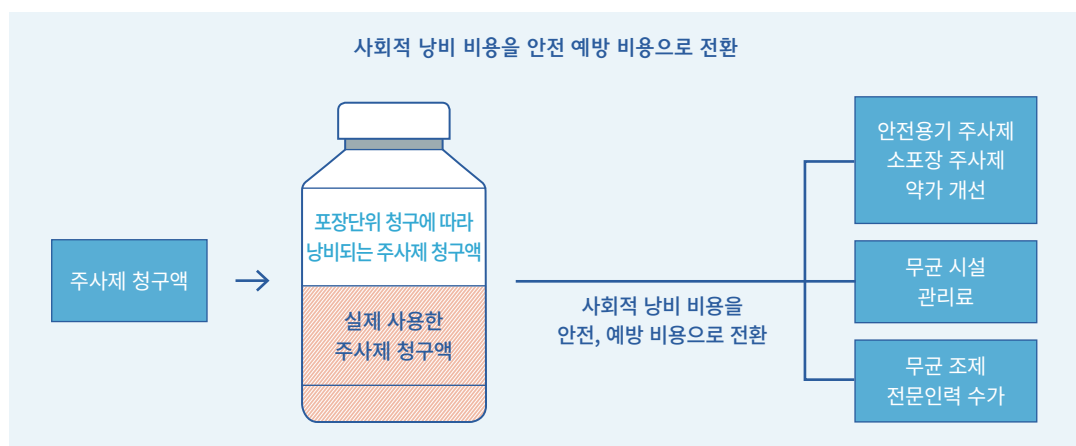 사회적 낭비 비용을 안전 예방 비용으로 전환
주사제 청구액
포장단위 청구에 따라
낭비되는 주사제 청구액
실제 사용한
주사제 청구액
사회적 낭비 비용을
안전, 예방 비용으로 전환
안전용기 주사제
소포장 주사제
약가 개선
무균 시설
관리료
무균 조제
전문인력 수가